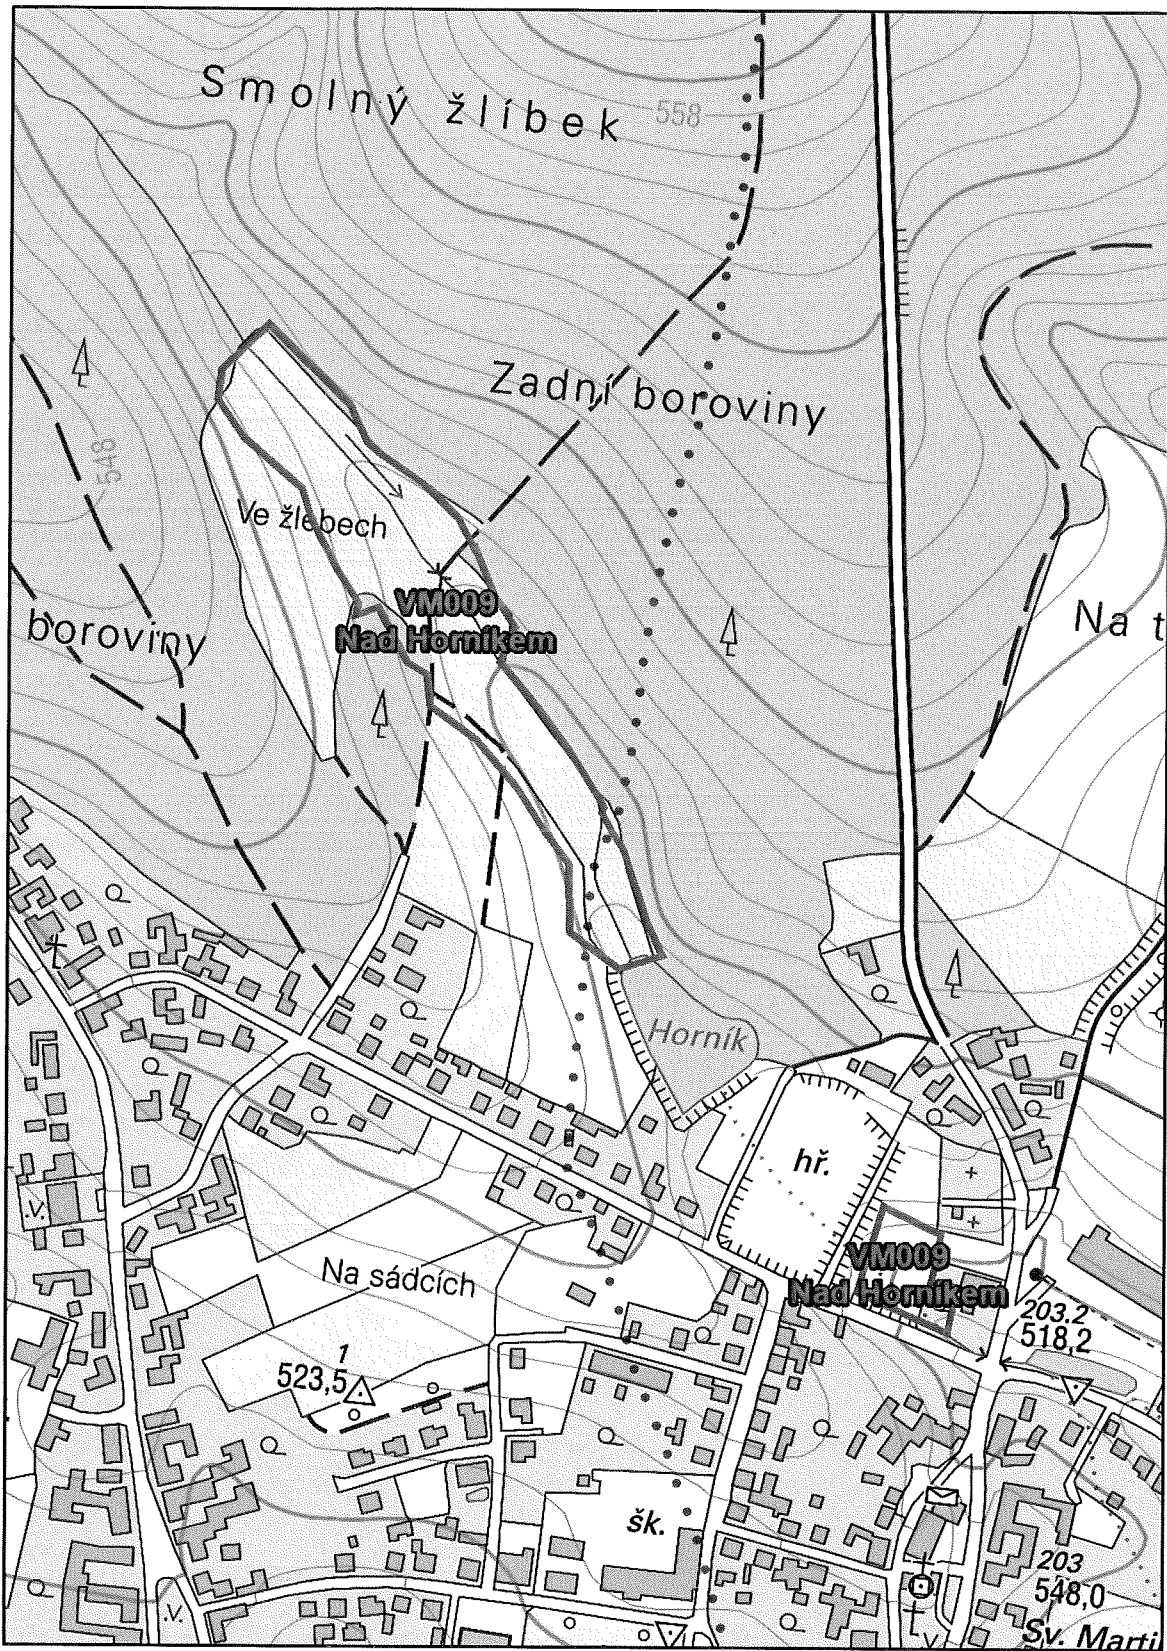 Smolný žlíbek
558
Zadní boroviny
548
Ve žlebech
VM009
Nad Horníkem
boroviny
Na t
Horník
hř.
VM009
Nad Horníkem
Na sádcích
203.2
518,2
1
523,5
šk.
203
548,0
Sv. Marti
.V.
.V.
V